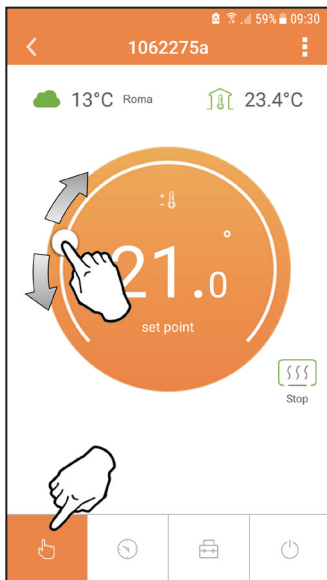 59% 09:30
1062275a
13°C Roma
23.4°C
21.0°
set point
Stop